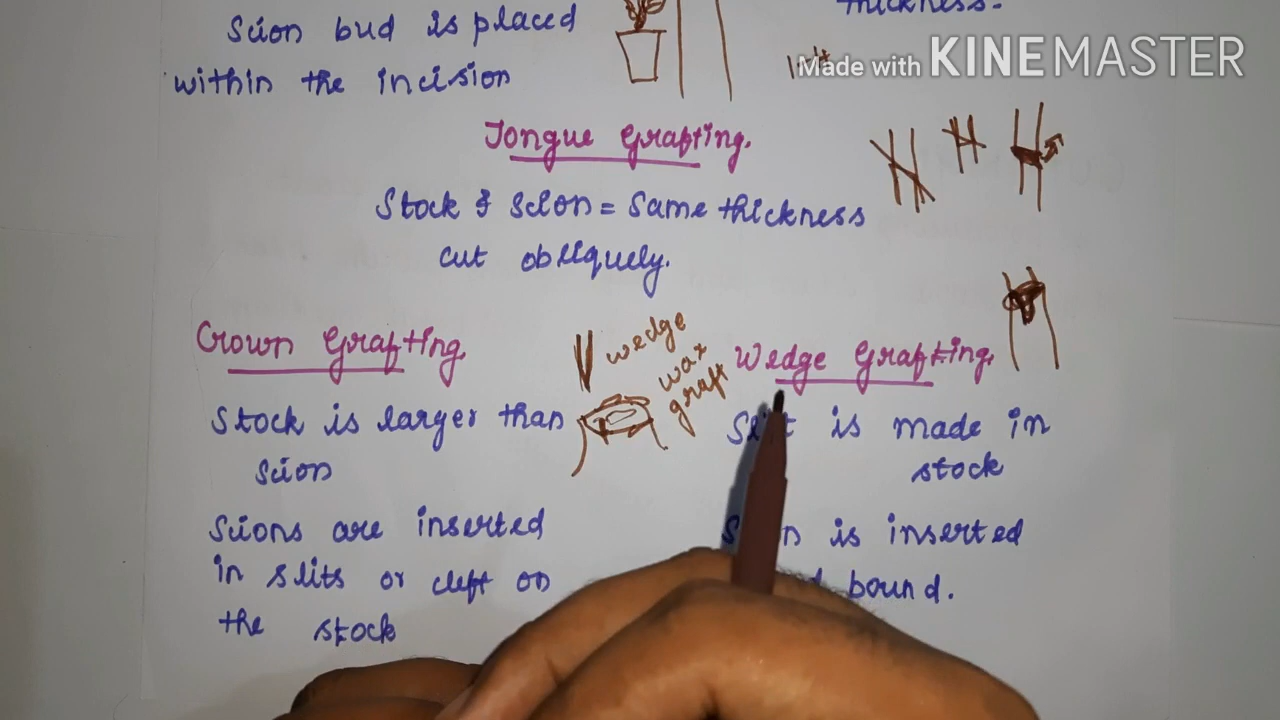 thickness.
Scion bud is placed
within the incision
Made with KINEMASTER
Tongue Grafting.
Stock & Scion = Same thickness
cut obliquely.
Crown Grafting.
Stock is larger than
Scion
Scions are inserted
in slits or cleft on
the stock
wedge
wax
graft
Wedge Grafting.
is made in
stock
is inserted
bound.